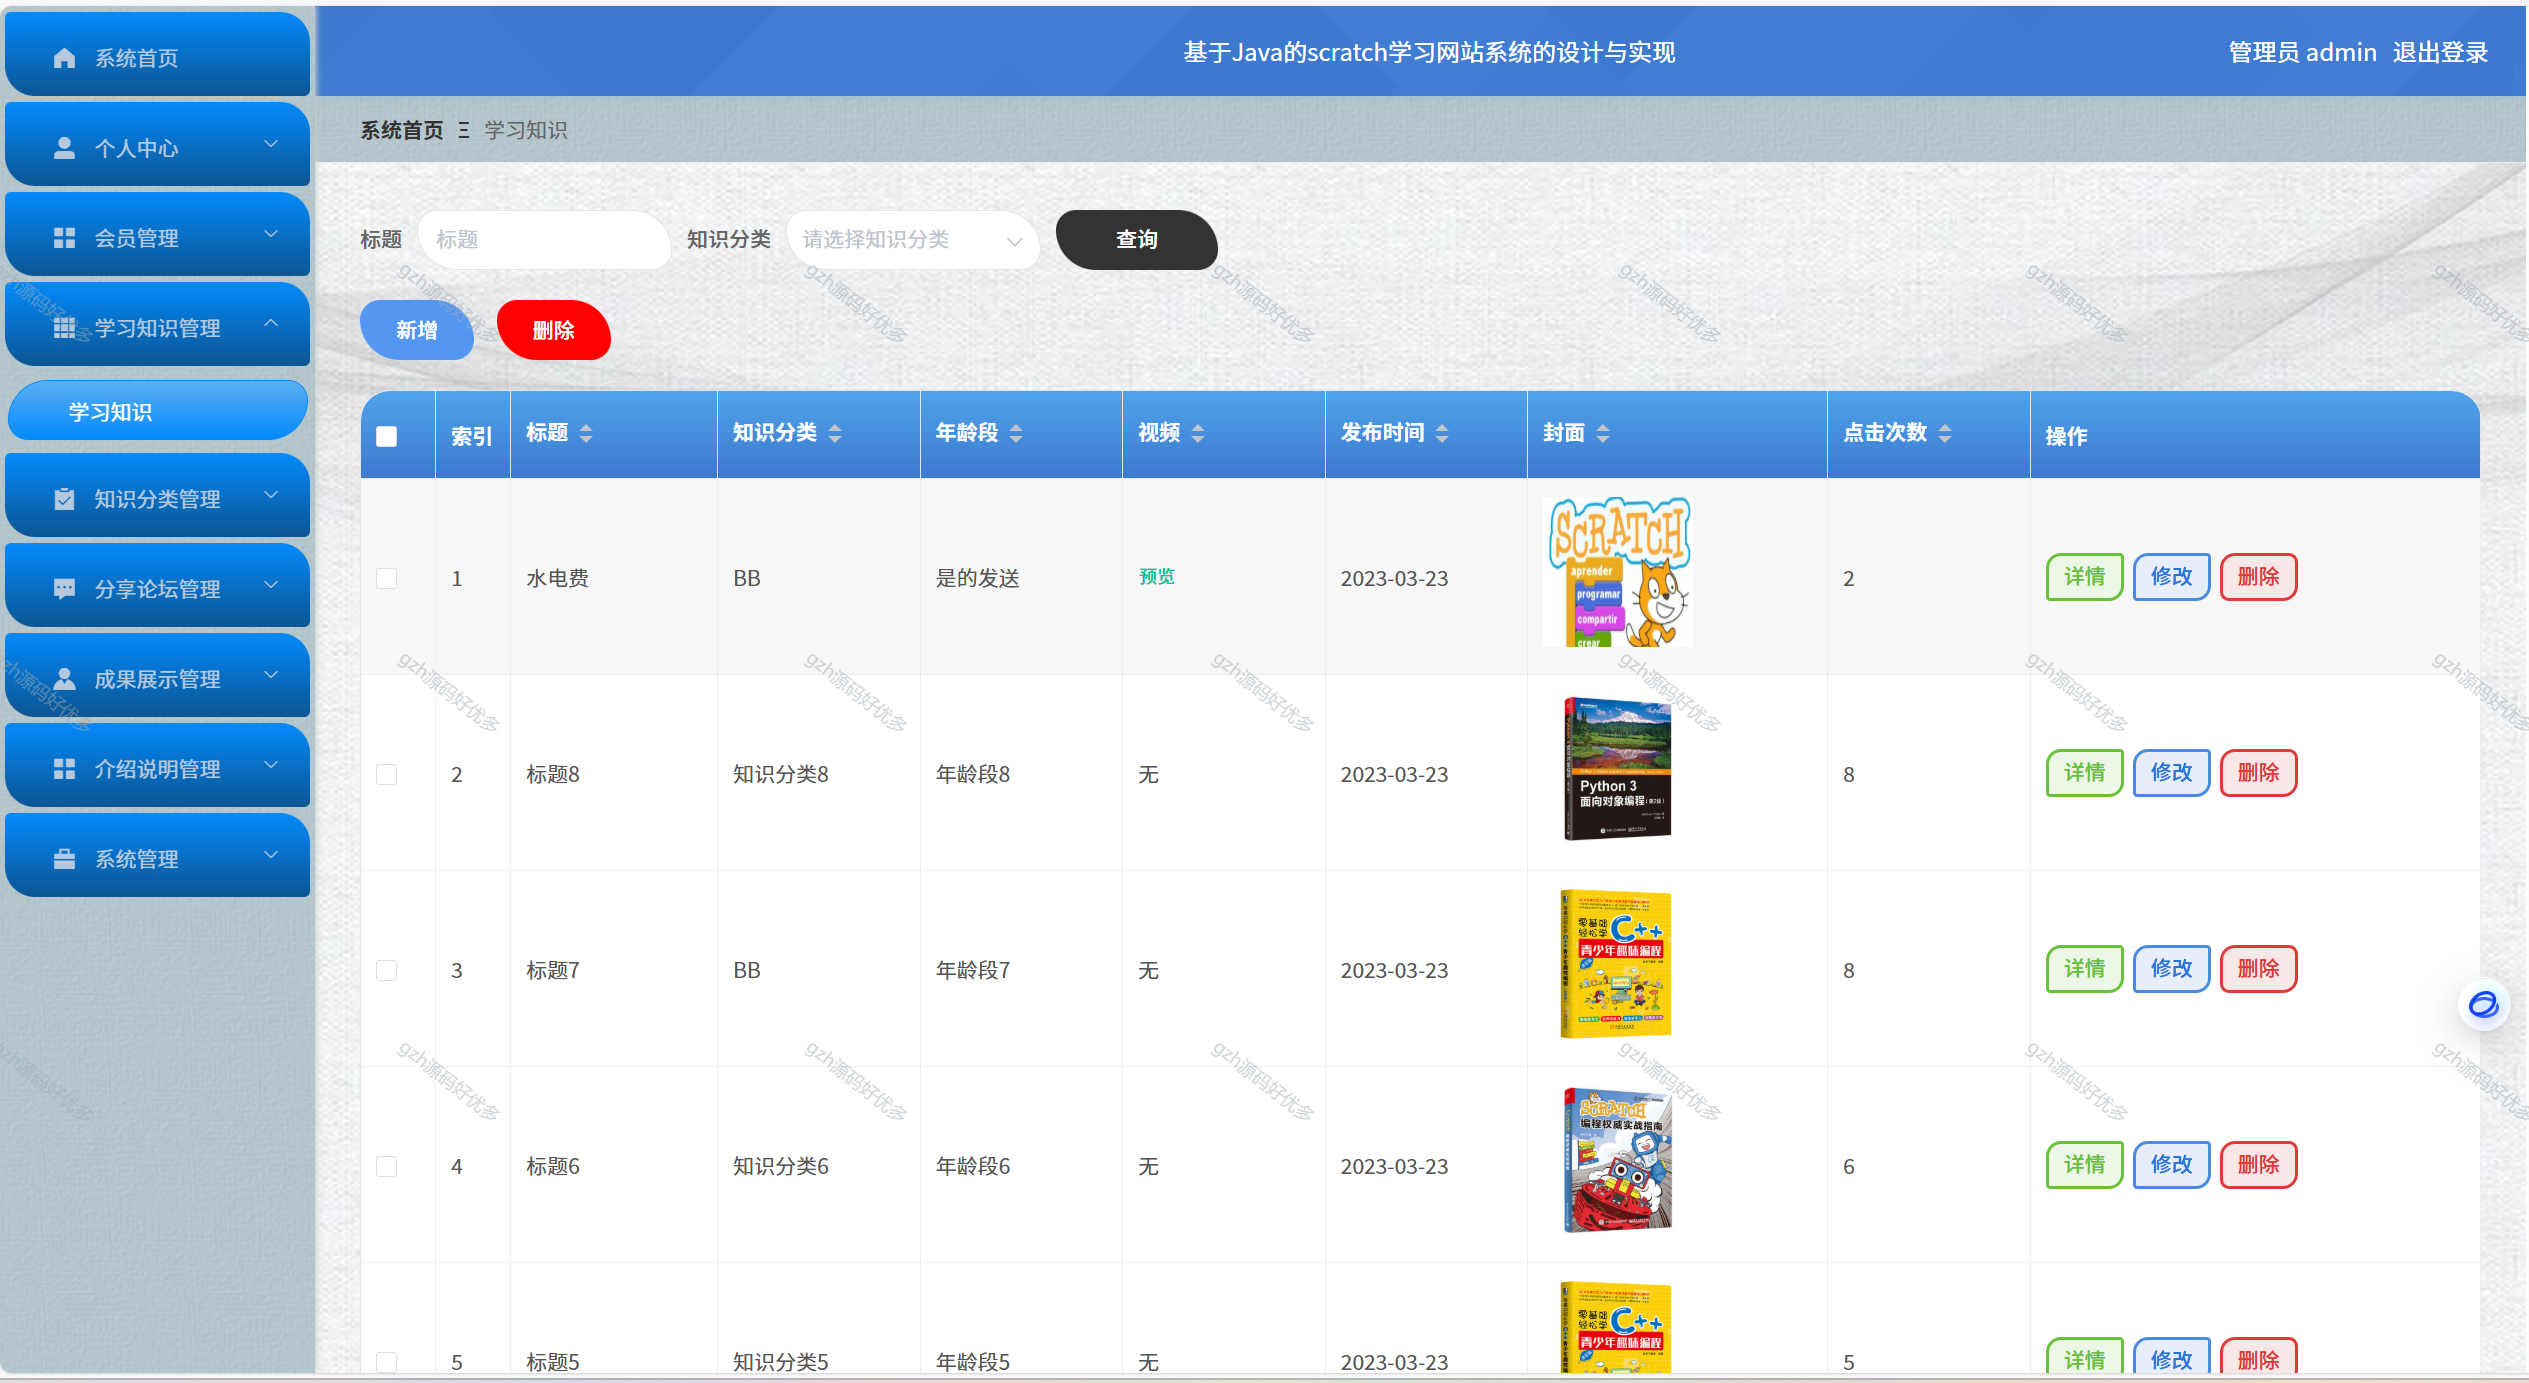 基于Java的scratch学习网站系统的设计与实现
管理员 admin 退出登录
系统首页
个人中心
会员管理
学习知识管理
学习知识
知识分类管理
分享论坛管理
成果展示管理
介绍说明管理
系统管理
系统首页 Ξ 学习知识
标题 标题 知识分类 请选择知识分类 查询
新增 删除
索引 标题 知识分类 年龄段 视频 发布时间 封面 点击次数 操作
1 水电费 BB 是的发送 预览 2023-03-23 2 详情 修改 删除
SCRATCH
aprender
programar
compartir
crear
2 标题8 知识分类8 年龄段8 无 2023-03-23 8 详情 修改 删除
Python 3
面向对象编程
3 标题7 BB 年龄段7 无 2023-03-23 8 详情 修改 删除
零基础
轻松学 C++
青少年趣味编程
4 标题6 知识分类6 年龄段6 无 2023-03-23 6 详情 修改 删除
SCRATCH
编程权威实战指南
5 标题5 知识分类5 年龄段5 无 2023-03-23 5 详情 修改 删除
零基础
轻松学 C++
青少年趣味编程
gzh源码好优多